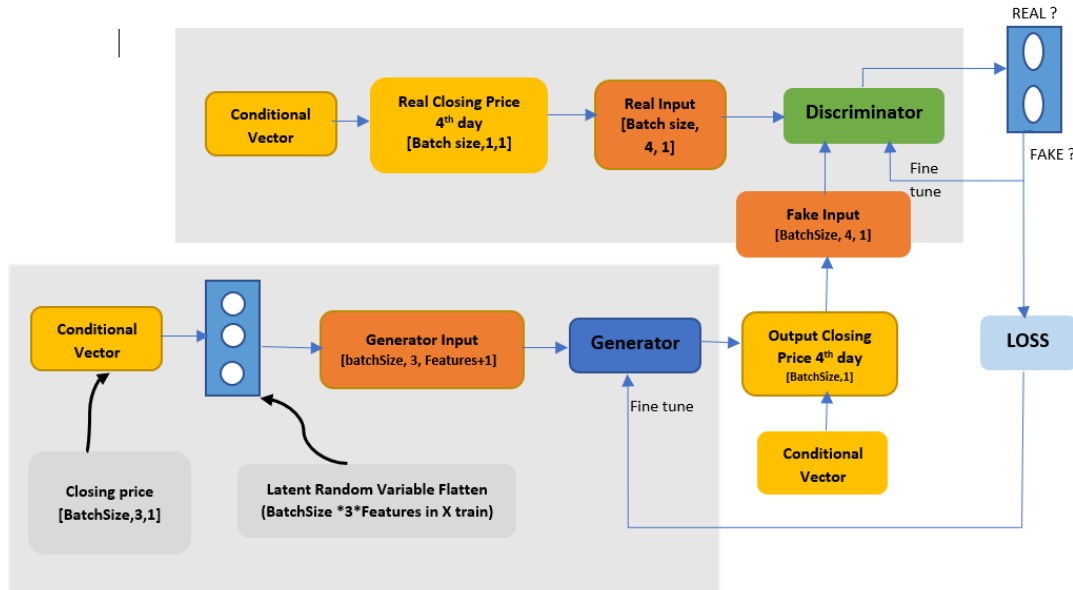 REAL ?
Conditional
Vector
Real Closing Price
4th day
[Batch size,1,1]
Real Input
[Batch size,
4, 1]
Discriminator
FAKE ?
Fine
tune
Fake Input
[BatchSize, 4, 1]
Conditional
Vector
Generator Input
[batchSize, 3, Features+1]
Generator
Output Closing
Price 4th day
[BatchSize,1]
LOSS
Fine tune
Conditional
Vector
Closing price
[BatchSize,3,1]
Latent Random Variable Flatten
(BatchSize *3*Features in X train)